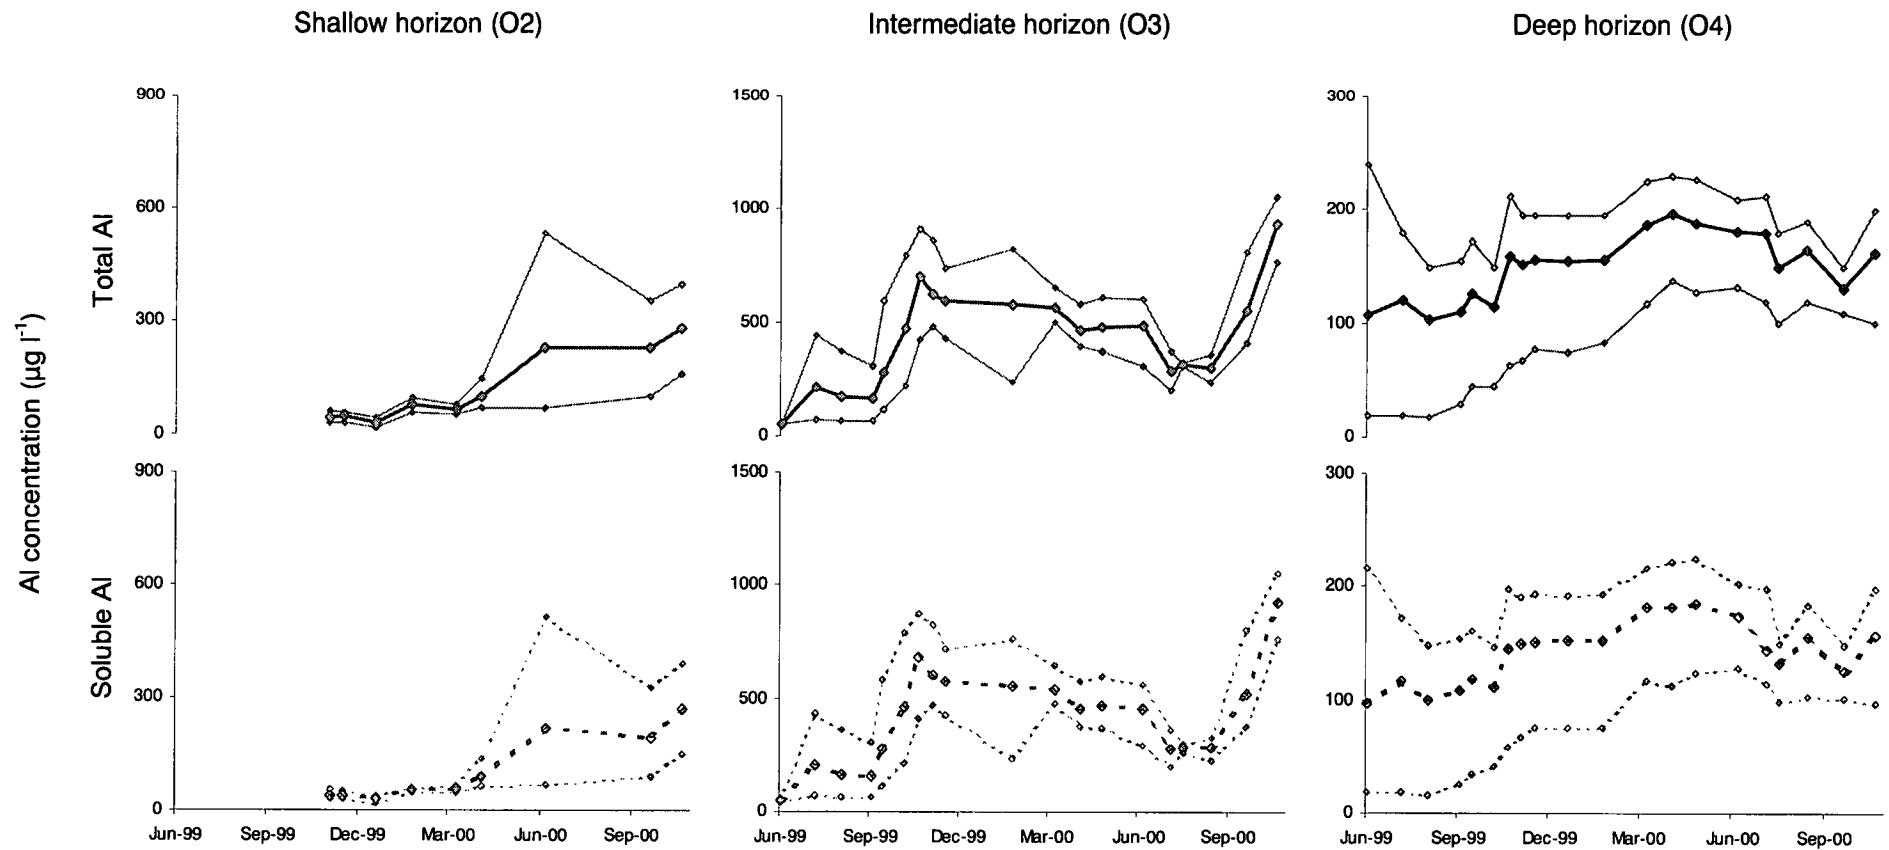 Shallow horizon (O2)
Intermediate horizon (O3)
Deep horizon (O4)
Al concentration (µg l-1)
Total Al
900
600
300
0
1500
1000
500
0
300
200
100
0
Soluble Al
900
600
300
0
Jun-99 Sep-99 Dec-99 Mar-00 Jun-00 Sep-00
1500
1000
500
0
Jun-99 Sep-99 Dec-99 Mar-00 Jun-00 Sep-00
300
200
100
0
Jun-99 Sep-99 Dec-99 Mar-00 Jun-00 Sep-00